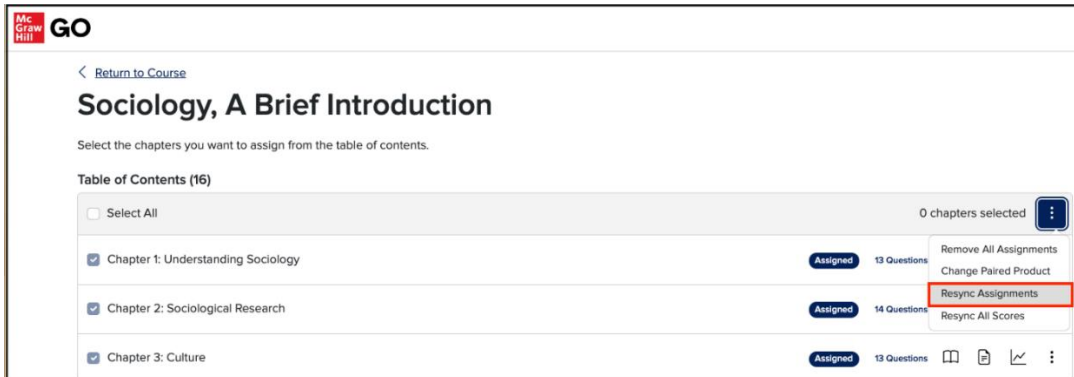 Mc
Graw
Hill
GO
Return to Course
Sociology, A Brief Introduction
Select the chapters you want to assign from the table of contents.
Table of Contents (16)
Select All
0 chapters selected
Remove All Assignments
Change Paired Product
Resync Assignments
Resync All Scores
Chapter 1: Understanding Sociology
Assigned
13 Questions
Chapter 2: Sociological Research
Assigned
14 Questions
Chapter 3: Culture
Assigned
13 Questions